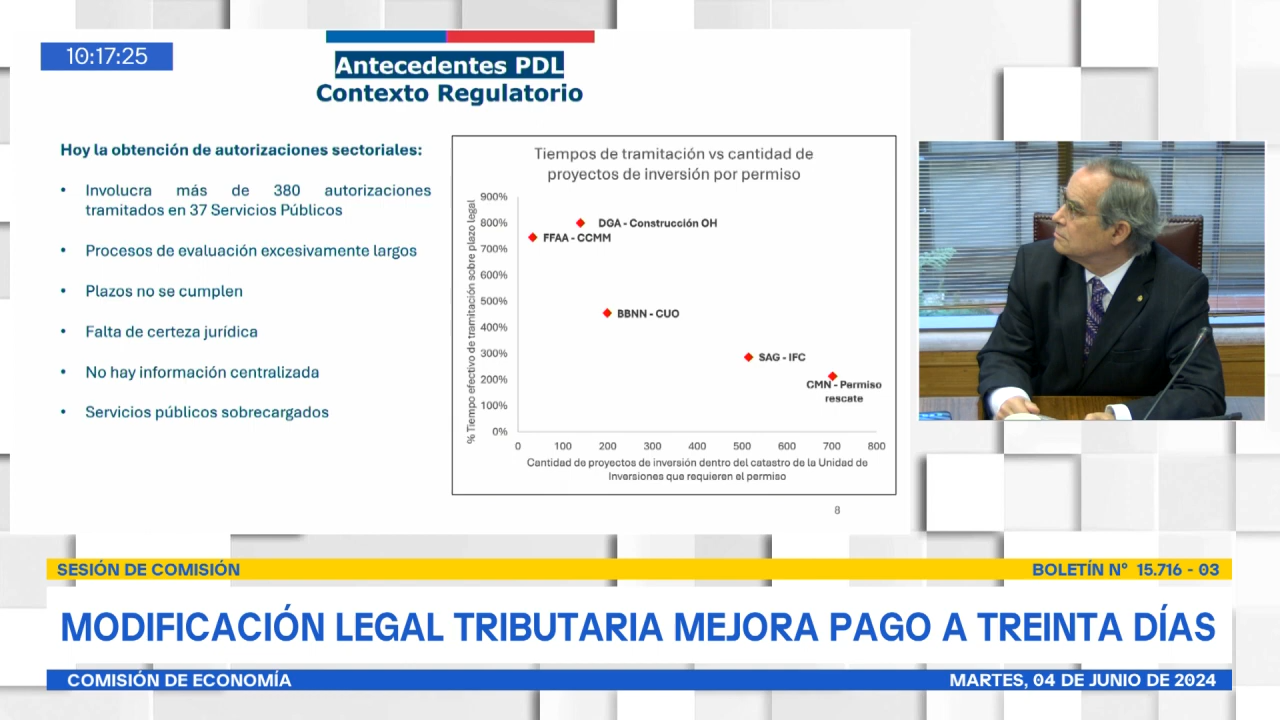 10:17:25
Antecedentes PDL
Contexto Regulatorio
Hoy la obtención de autorizaciones sectoriales:
• Involucra más de 380 autorizaciones
tramitados en 37 Servicios Públicos
• Procesos de evaluación excesivamente largos
• Plazos no se cumplen
• Falta de certeza jurídica
• No hay información centralizada
• Servicios públicos sobrecargados
Tiempos de tramitación vs cantidad de
proyectos de inversión por permiso
% Tiempo efectivo de tramitación sobre plazo legal
900%
800%
700%
600%
500%
400%
300%
200%
100%
0%
DGA - Construcción OH
FFAA - CCMM
BBNN - CUO
SAG - IFC
CMN - Permiso
rescate
0 100 200 300 400 500 600 700 800
Cantidad de proyectos de inversión dentro del catastro de la Unidad de
Inversiones que requieren el permiso
8
SESIÓN DE COMISIÓN
BOLETÍN N° 15.716 - 03
MODIFICACIÓN LEGAL TRIBUTARIA MEJORA PAGO A TREINTA DÍAS
COMISIÓN DE ECONOMÍA
MARTES, 04 DE JUNIO DE 2024